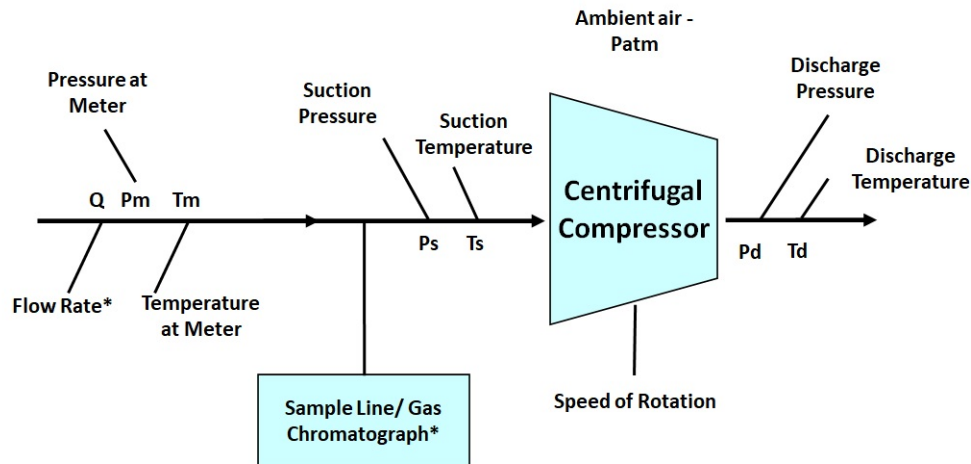 Ambient air -
Patm
Pressure at
Meter
Suction
Pressure
Suction
Temperature
Discharge
Pressure
Discharge
Temperature
Q Pm Tm
Centrifugal
Compressor
Ps Ts
Pd Td
Flow Rate*
Temperature
at Meter
Sample Line/ Gas
Chromatograph*
Speed of Rotation